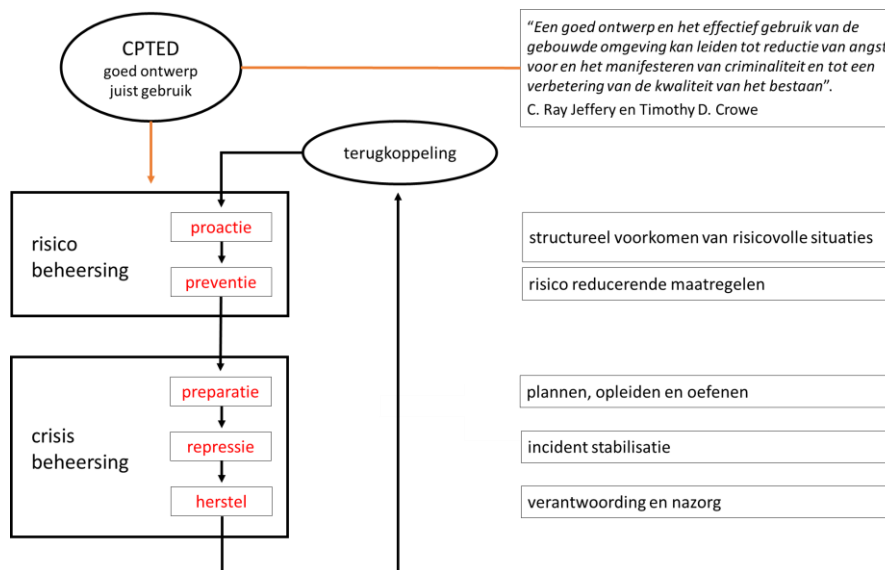 CPTED
goed ontwerp
juist gebruik
“Een goed ontwerp en het effectief gebruik van de
gebouwde omgeving kan leiden tot reductie van angst
voor en het manifesteren van criminaliteit en tot een
verbetering van de kwaliteit van het bestaan”.
C. Ray Jeffery en Timothy D. Crowe
terugkoppeling
risico
beheersing
proactie
structureel voorkomen van risicovolle situaties
preventie
risico reducerende maatregelen
crisis
beheersing
preparatie
plannen, opleiden en oefenen
repressie
incident stabilisatie
herstel
verantwoording en nazorg